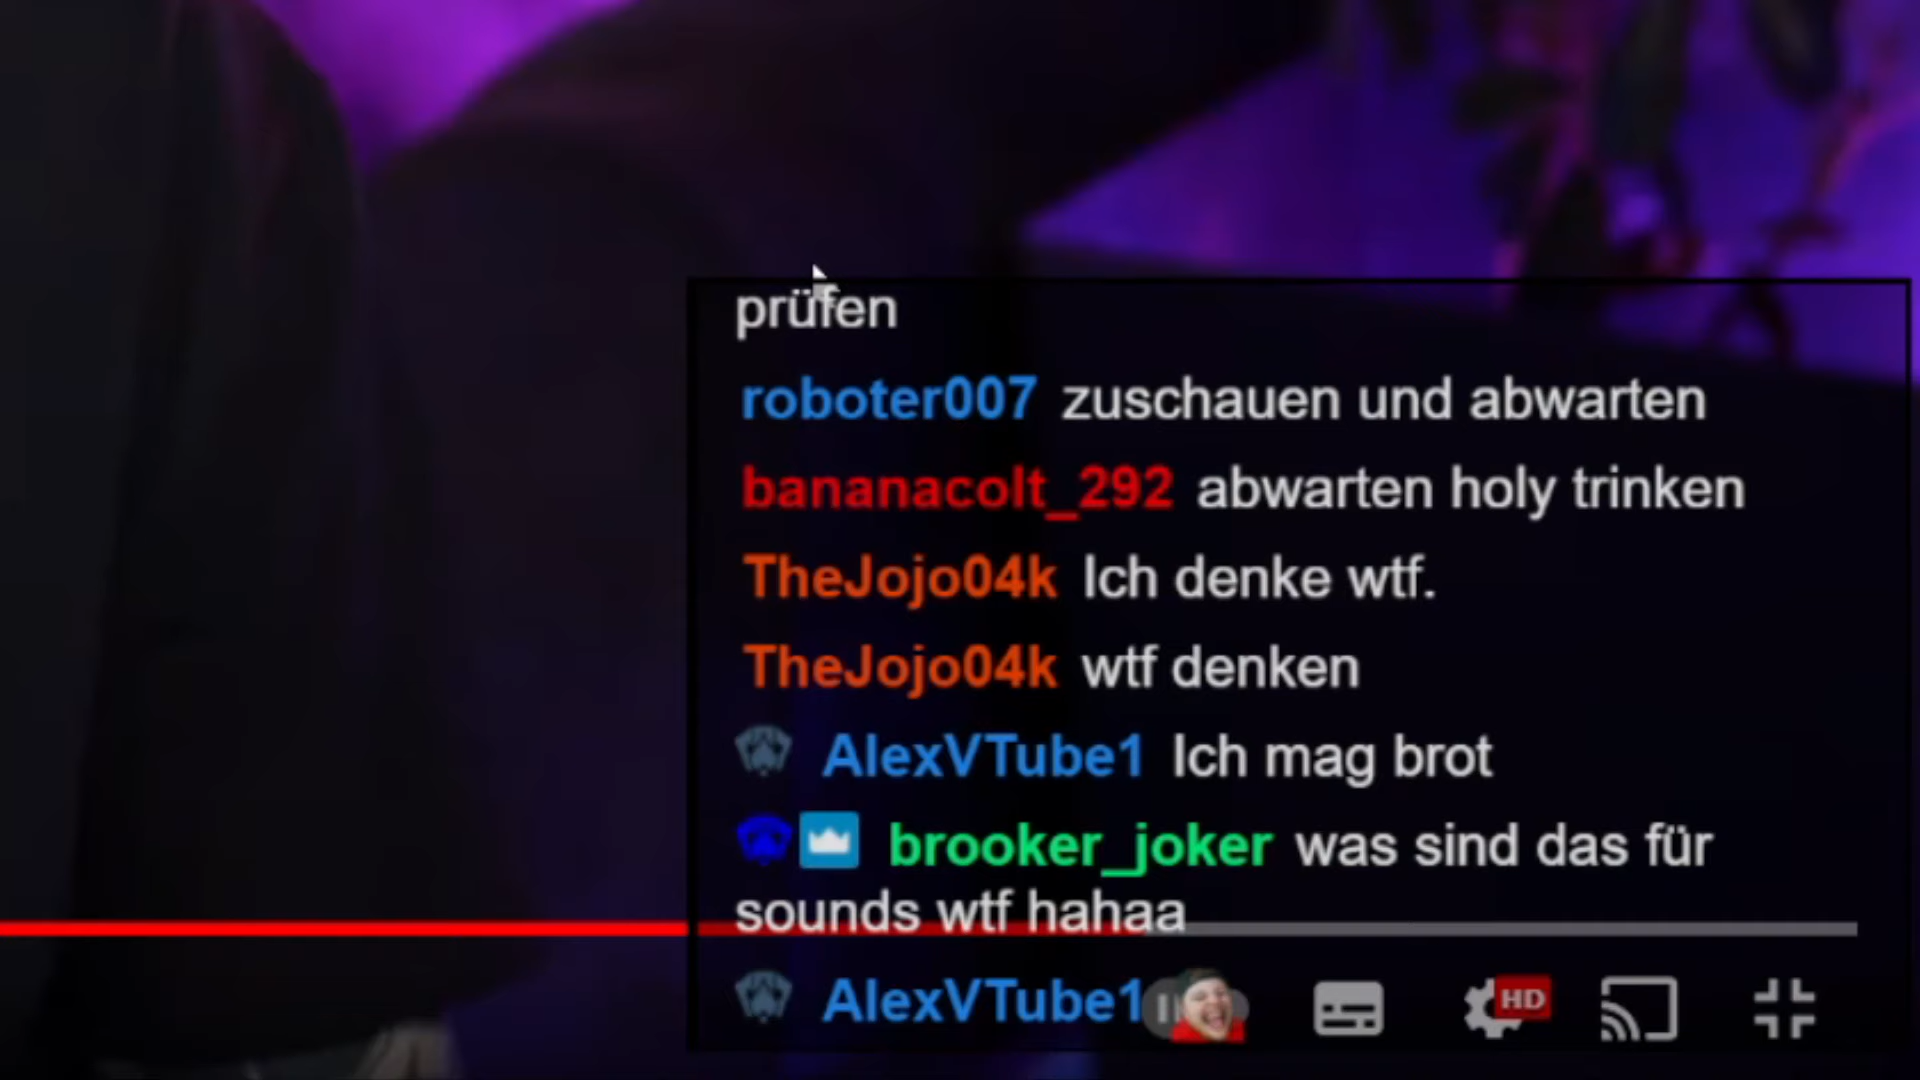 prüfen
roboter007 zuschauen und abwarten
bananacolt_292 abwarten holy trinken
TheJojo04k Ich denke wtf.
TheJojo04k wtf denken
AlexVTube1 Ich mag brot
brooker_joker was sind das für
sounds wtf hahaa
AlexVTube1
HD